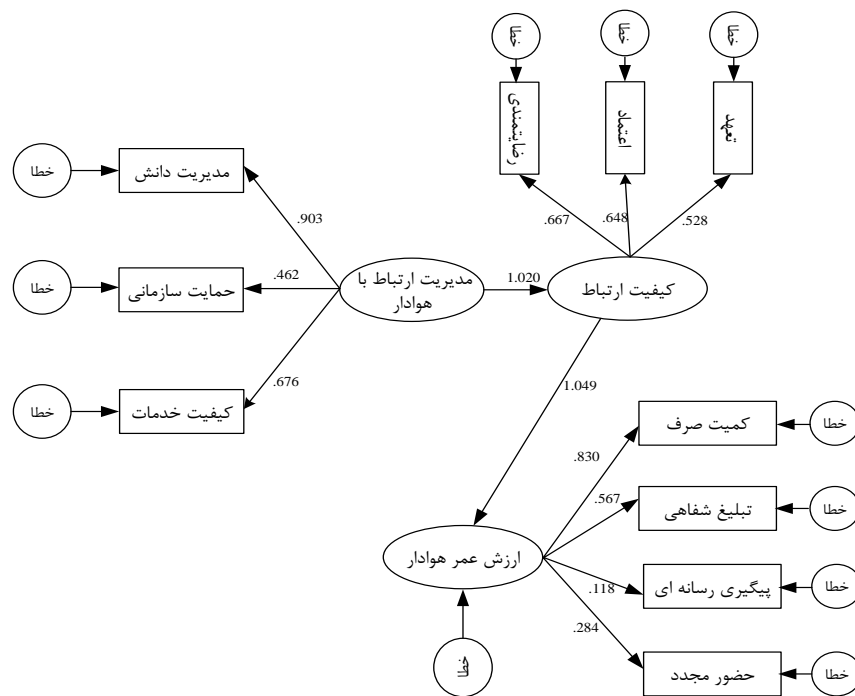 خطا
خطا
خطا
رضایتمندی
اعتماد
تعهد
خطا
مدیریت دانش
.903
.667
.648
.528
خطا
حمایت سازمانی
.462
مدیریت ارتباط با
هوادار
1.020
کیفیت ارتباط
خطا
کیفیت خدمات
.676
1.049
کمیت صرف
خطا
.830
تبلیغ شفاهی
خطا
.567
ارزش عمر هوادار
پیگیری رسانه ای
خطا
.118
.284
حضور مجدد
خطا
خطا